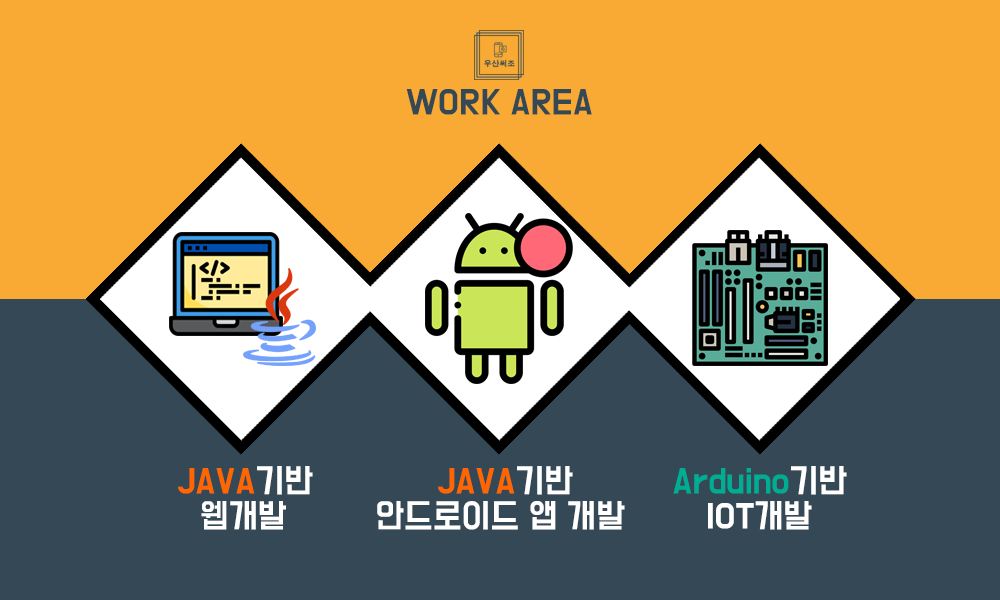 우산써조
WORK AREA
</>
JAVA기반
웹개발
JAVA기반
안드로이드 앱 개발
Arduino기반
IOT개발